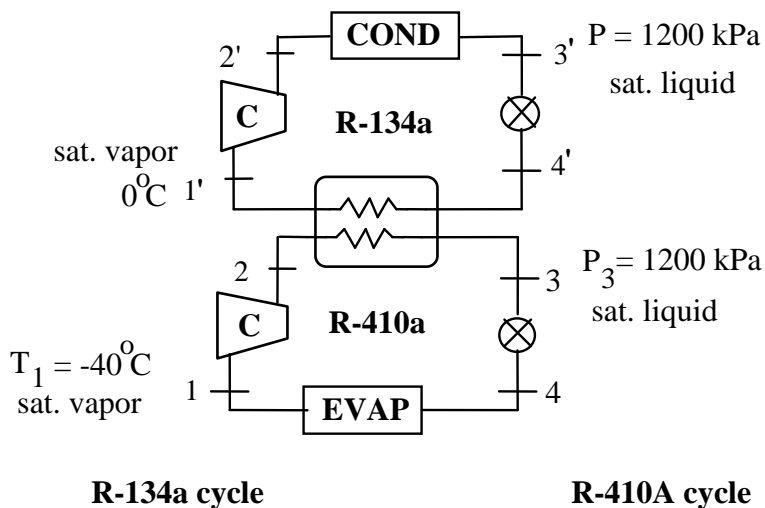 COND
2'
3'
P = 1200 kPa
sat. liquid
C
R-134a
sat. vapor
0°C
1'
4'
2
3
P3 = 1200 kPa
sat. liquid
C
R-410a
T1 = -40°C
sat. vapor
1
4
EVAP
R-134a cycle
R-410A cycle